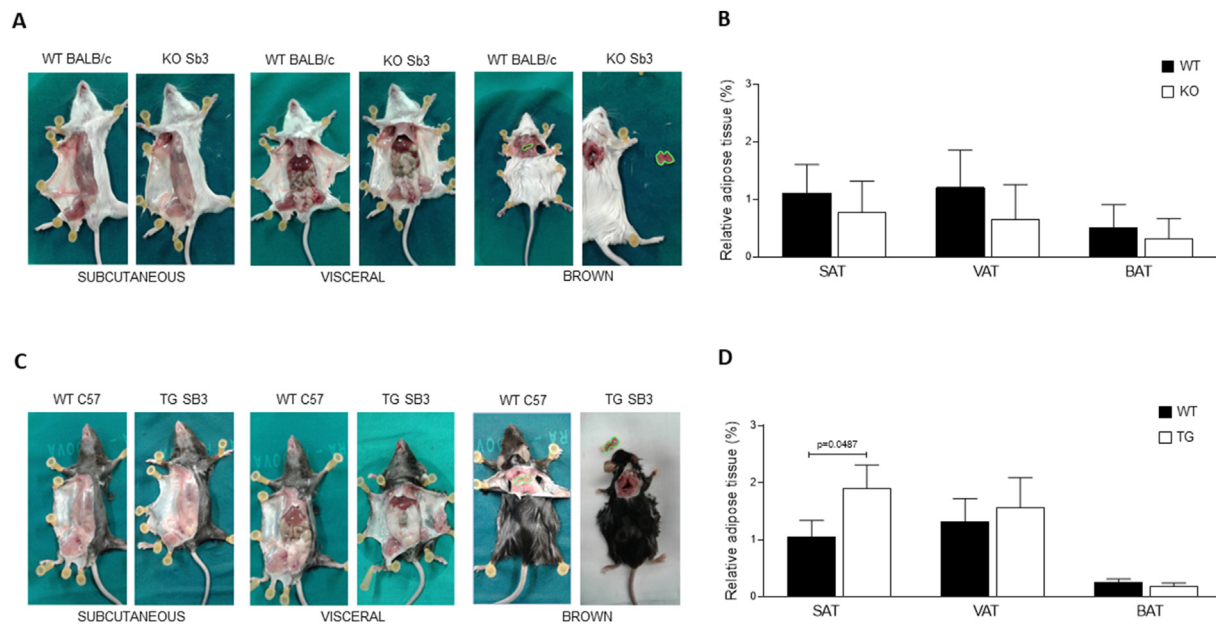 A
WT BALB/c KO Sb3 WT BALB/c KO Sb3 WT BALB/c KO Sb3
SUBCUTANEOUS VISCERAL BROWN
B
Relative adipose tissue (%)
3
2
1
0
SAT VAT BAT
WT
KO
C
WT C57 TG SB3 WT C57 TG SB3 WT C57 TG SB3
SUBCUTANEOUS VISCERAL BROWN
D
Relative adipose tissue (%)
3
2
1
0
p=0.0487
SAT VAT BAT
WT
TG